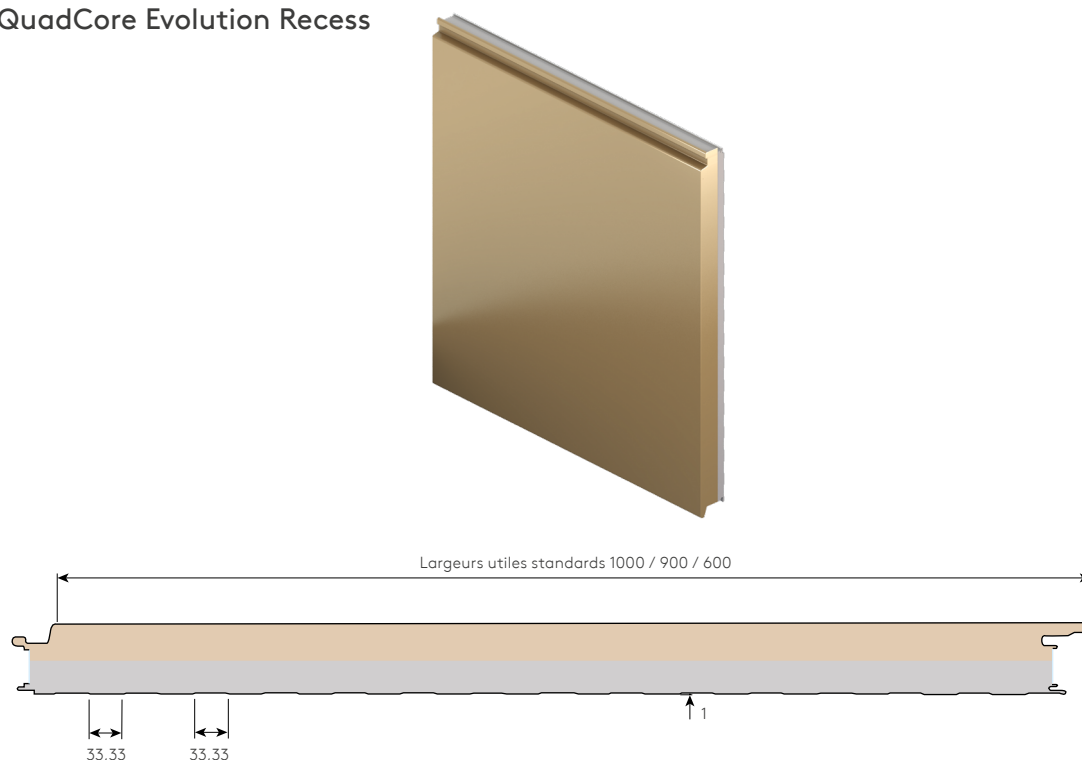 QuadCore Evolution Recess
Largeurs utiles standards 1000 / 900 / 600
1
33.33
33.33